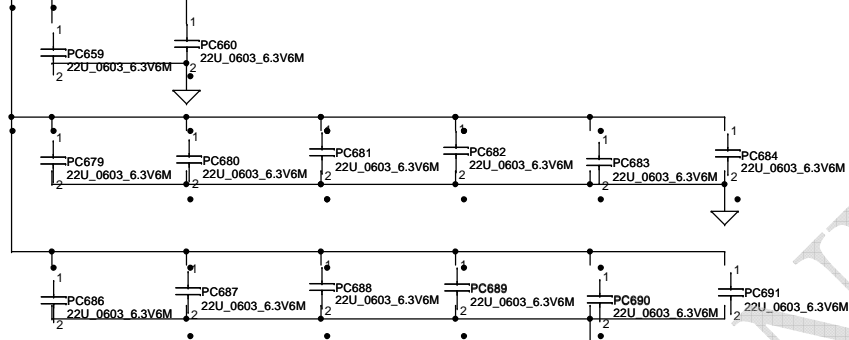 1
PC659
22U_0603_6.3V6M
2
1
PC660
22U_0603_6.3V6M
2
1
PC679
22U_0603_6.3V6M
2
1
PC680
22U_0603_6.3V6M
2
1
PC681
22U_0603_6.3V6M
2
1
PC682
22U_0603_6.3V6M
2
1
PC683
22U_0603_6.3V6M
2
1
PC684
22U_0603_6.3V6M
2
1
PC686
22U_0603_6.3V6M
2
1
PC687
22U_0603_6.3V6M
2
1
PC688
22U_0603_6.3V6M
2
1
PC689
22U_0603_6.3V6M
2
1
PC690
22U_0603_6.3V6M
2
1
PC691
22U_0603_6.3V6M
2